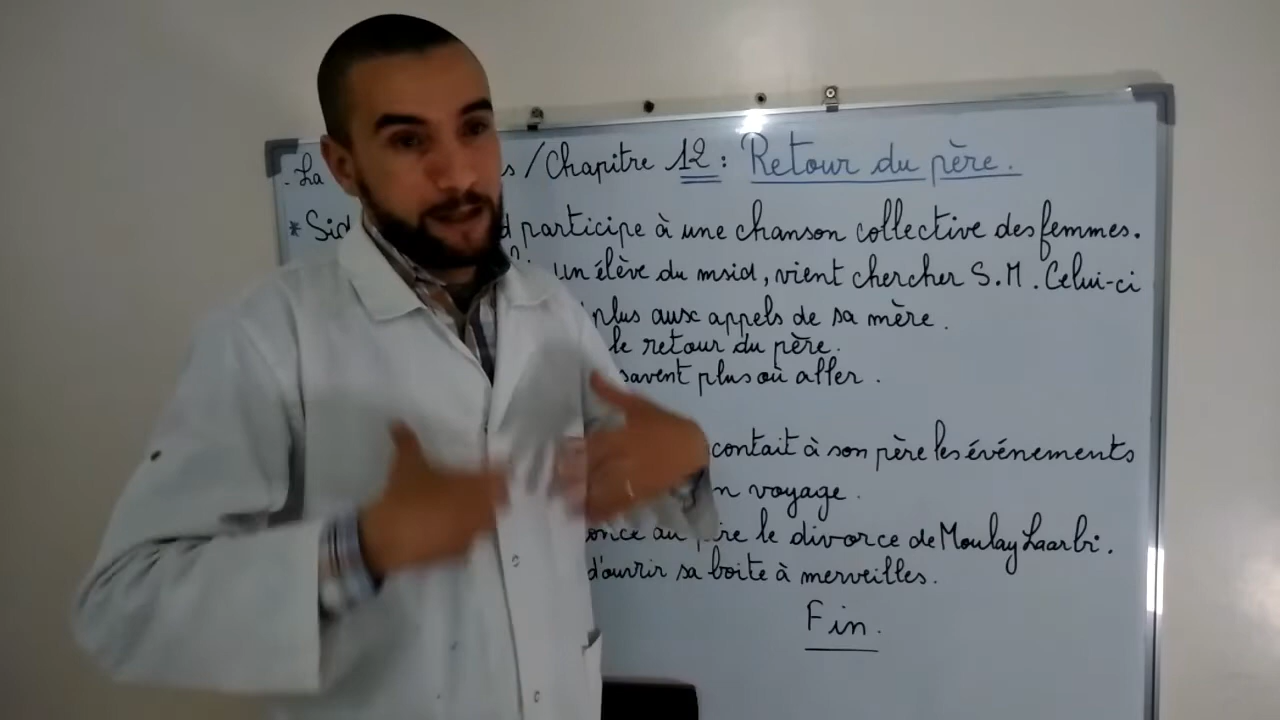 . La s / Chapitre 12 : Retour du père.
* Sid d participe à une chanson collective des femmes.
un élève du msid, vient chercher S.M. Celui-ci
plus aux appels de sa mère.
le retour du père.
savent plus où aller.
contait à son père les événements
n voyage.
once au père le divorce de Moulay Laarbi.
d'ouvrir sa boite à merveilles.
Fin.